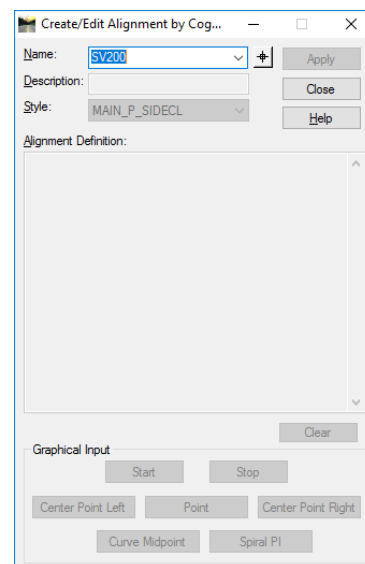 Create/Edit Alignment by Cog...
Name: SV200 Apply
Description: Close
Style: MAIN_P_SIDECL Help
Alignment Definition:
Clear
Graphical Input
Start Stop
Center Point Left Point Center Point Right
Curve Midpoint Spiral PI